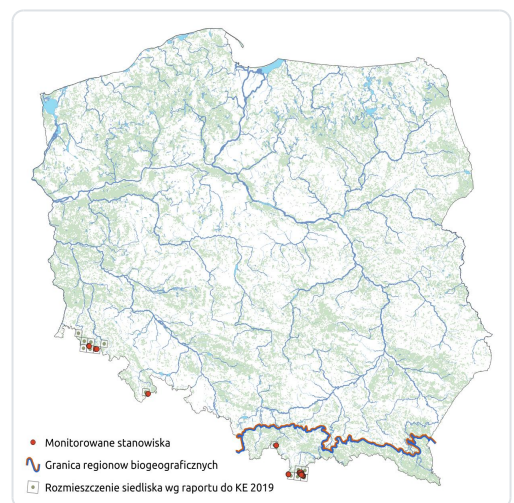 Monitorowane stanowiska
Granica regionow biogeograficznych
Rozmieszczenie siedliska wg raportu do KE 2019